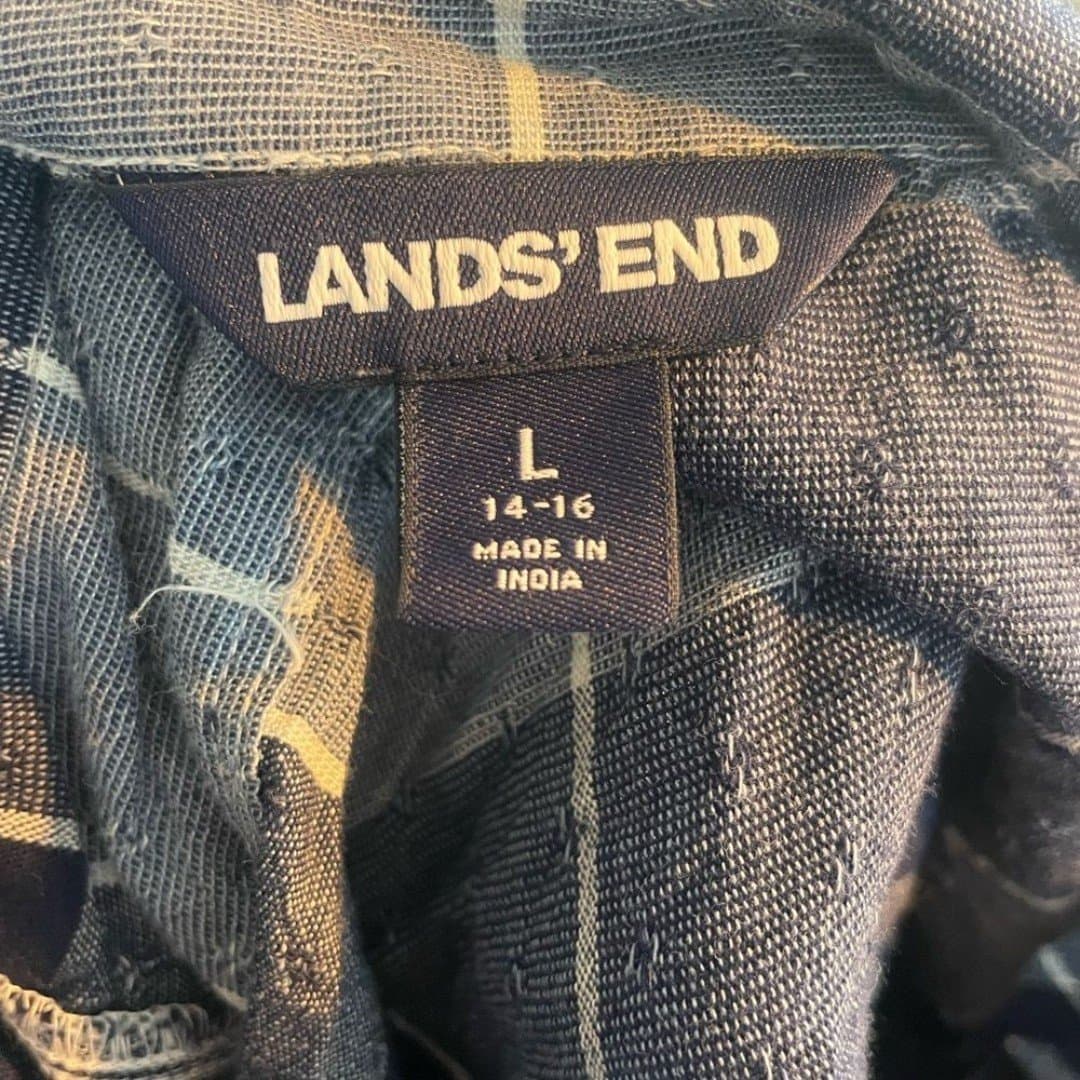 LANDS' END
L
14-16
MADE IN
INDIA